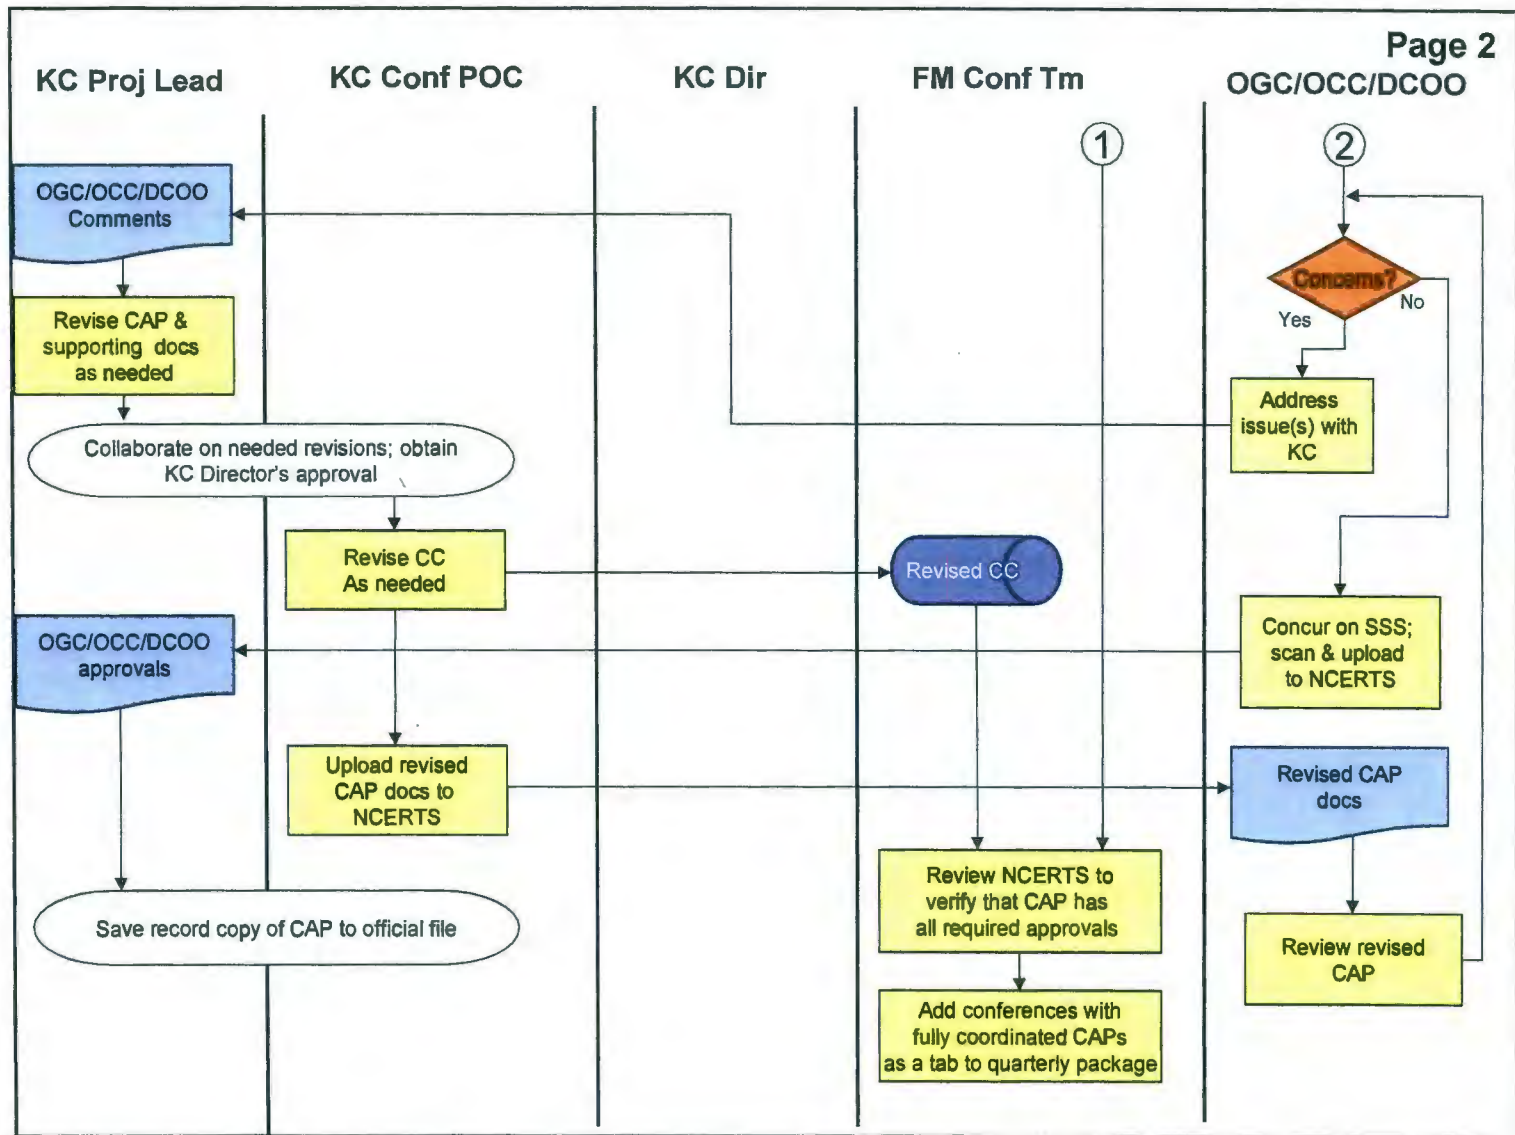 Page 2
KC Proj Lead
KC Conf POC
KC Dir
FM Conf Tm
OGC/OCC/DCOO
1
2
OGC/OCC/DCOO
Comments
Concerns?
No
Yes
Revise CAP &
supporting docs
as needed
Address
issue(s) with
KC
Collaborate on needed revisions; obtain
KC Director's approval
Revise CC
As needed
Revised CC
OGC/OCC/DCOO
approvals
Concur on SSS;
scan & upload
to NCERTS
Upload revised
CAP docs to
NCERTS
Revised CAP
docs
Review NCERTS to
verify that CAP has
all required approvals
Save record copy of CAP to official file
Review revised
CAP
Add conferences with
fully coordinated CAPs
as a tab to quarterly package